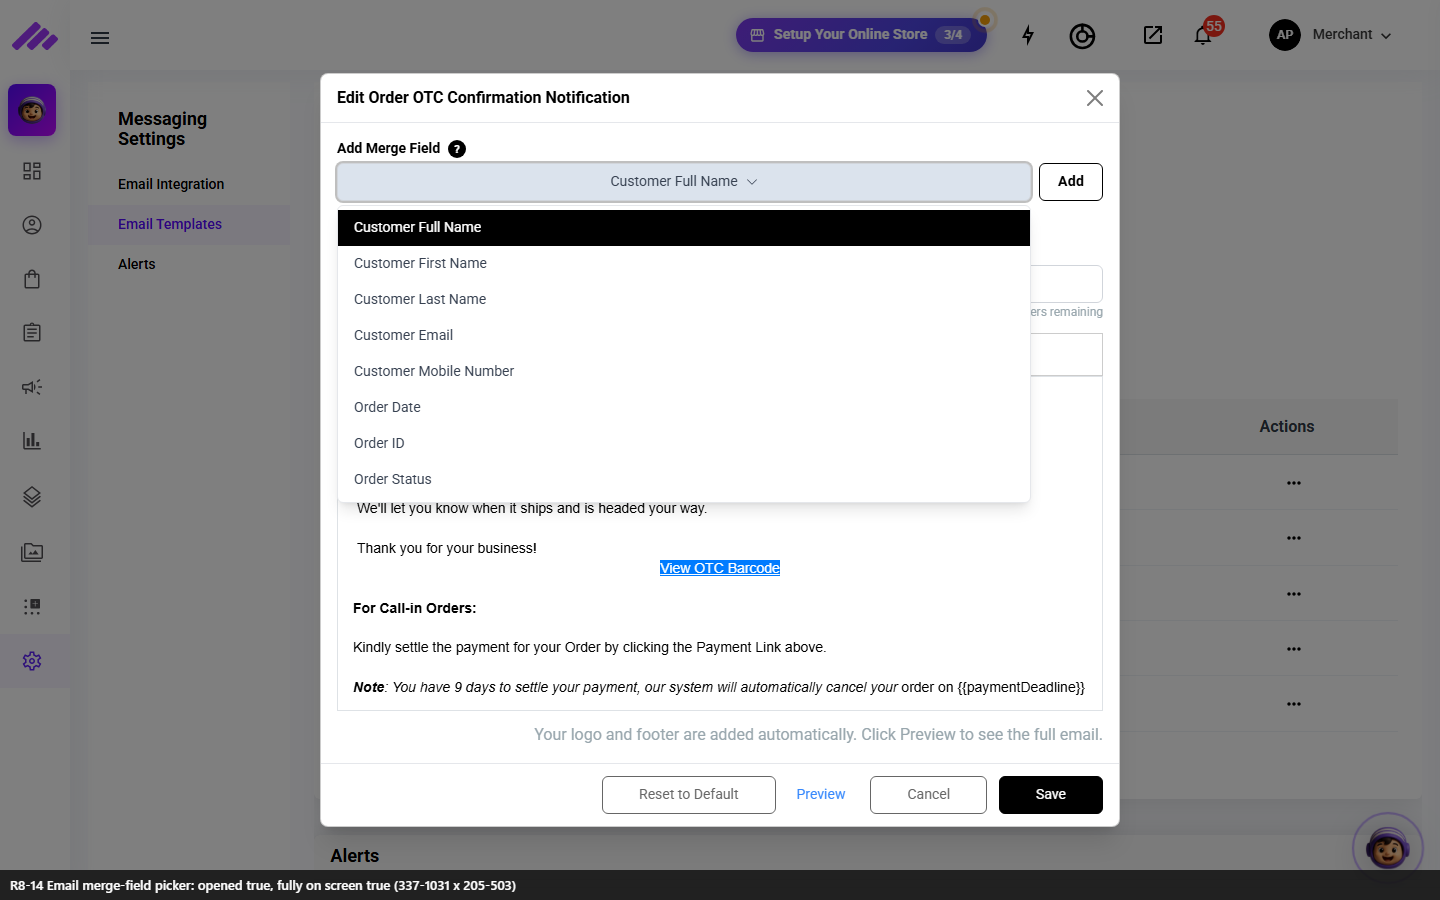 Setup Your Online Store 3/4
55
AP Merchant
Messaging Settings
Email Integration
Email Templates
Alerts
Edit Order OTC Confirmation Notification
Add Merge Field ?
Customer Full Name
Add
Customer Full Name
Customer First Name
Customer Last Name
Customer Email
Customer Mobile Number
Order Date
Order ID
Order Status
ers remaining
Actions
We'll let you know when it ships and is headed your way.
Thank you for your business!
View OTC Barcode
For Call-in Orders:
Kindly settle the payment for your Order by clicking the Payment Link above.
Note: You have 9 days to settle your payment, our system will automatically cancel your order on {{paymentDeadline}}
Your logo and footer are added automatically. Click Preview to see the full email.
Reset to Default
Preview
Cancel
Save
Alerts
R8-14 Email merge-field picker: opened true, fully on screen true (337-1031 x 205-503)